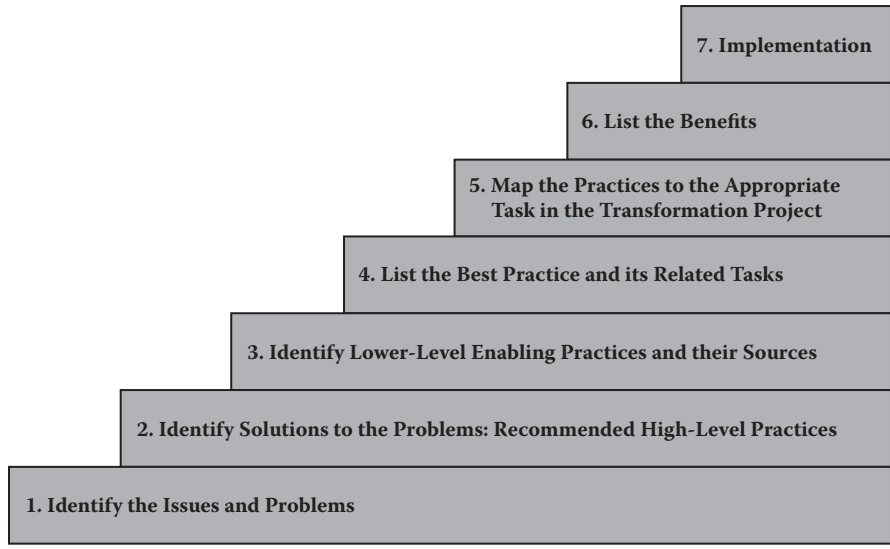 7. Implementation
6. List the Benefits
5. Map the Practices to the Appropriate
Task in the Transformation Project
4. List the Best Practice and its Related Tasks
3. Identify Lower-Level Enabling Practices and their Sources
2. Identify Solutions to the Problems: Recommended High-Level Practices
1. Identify the Issues and Problems